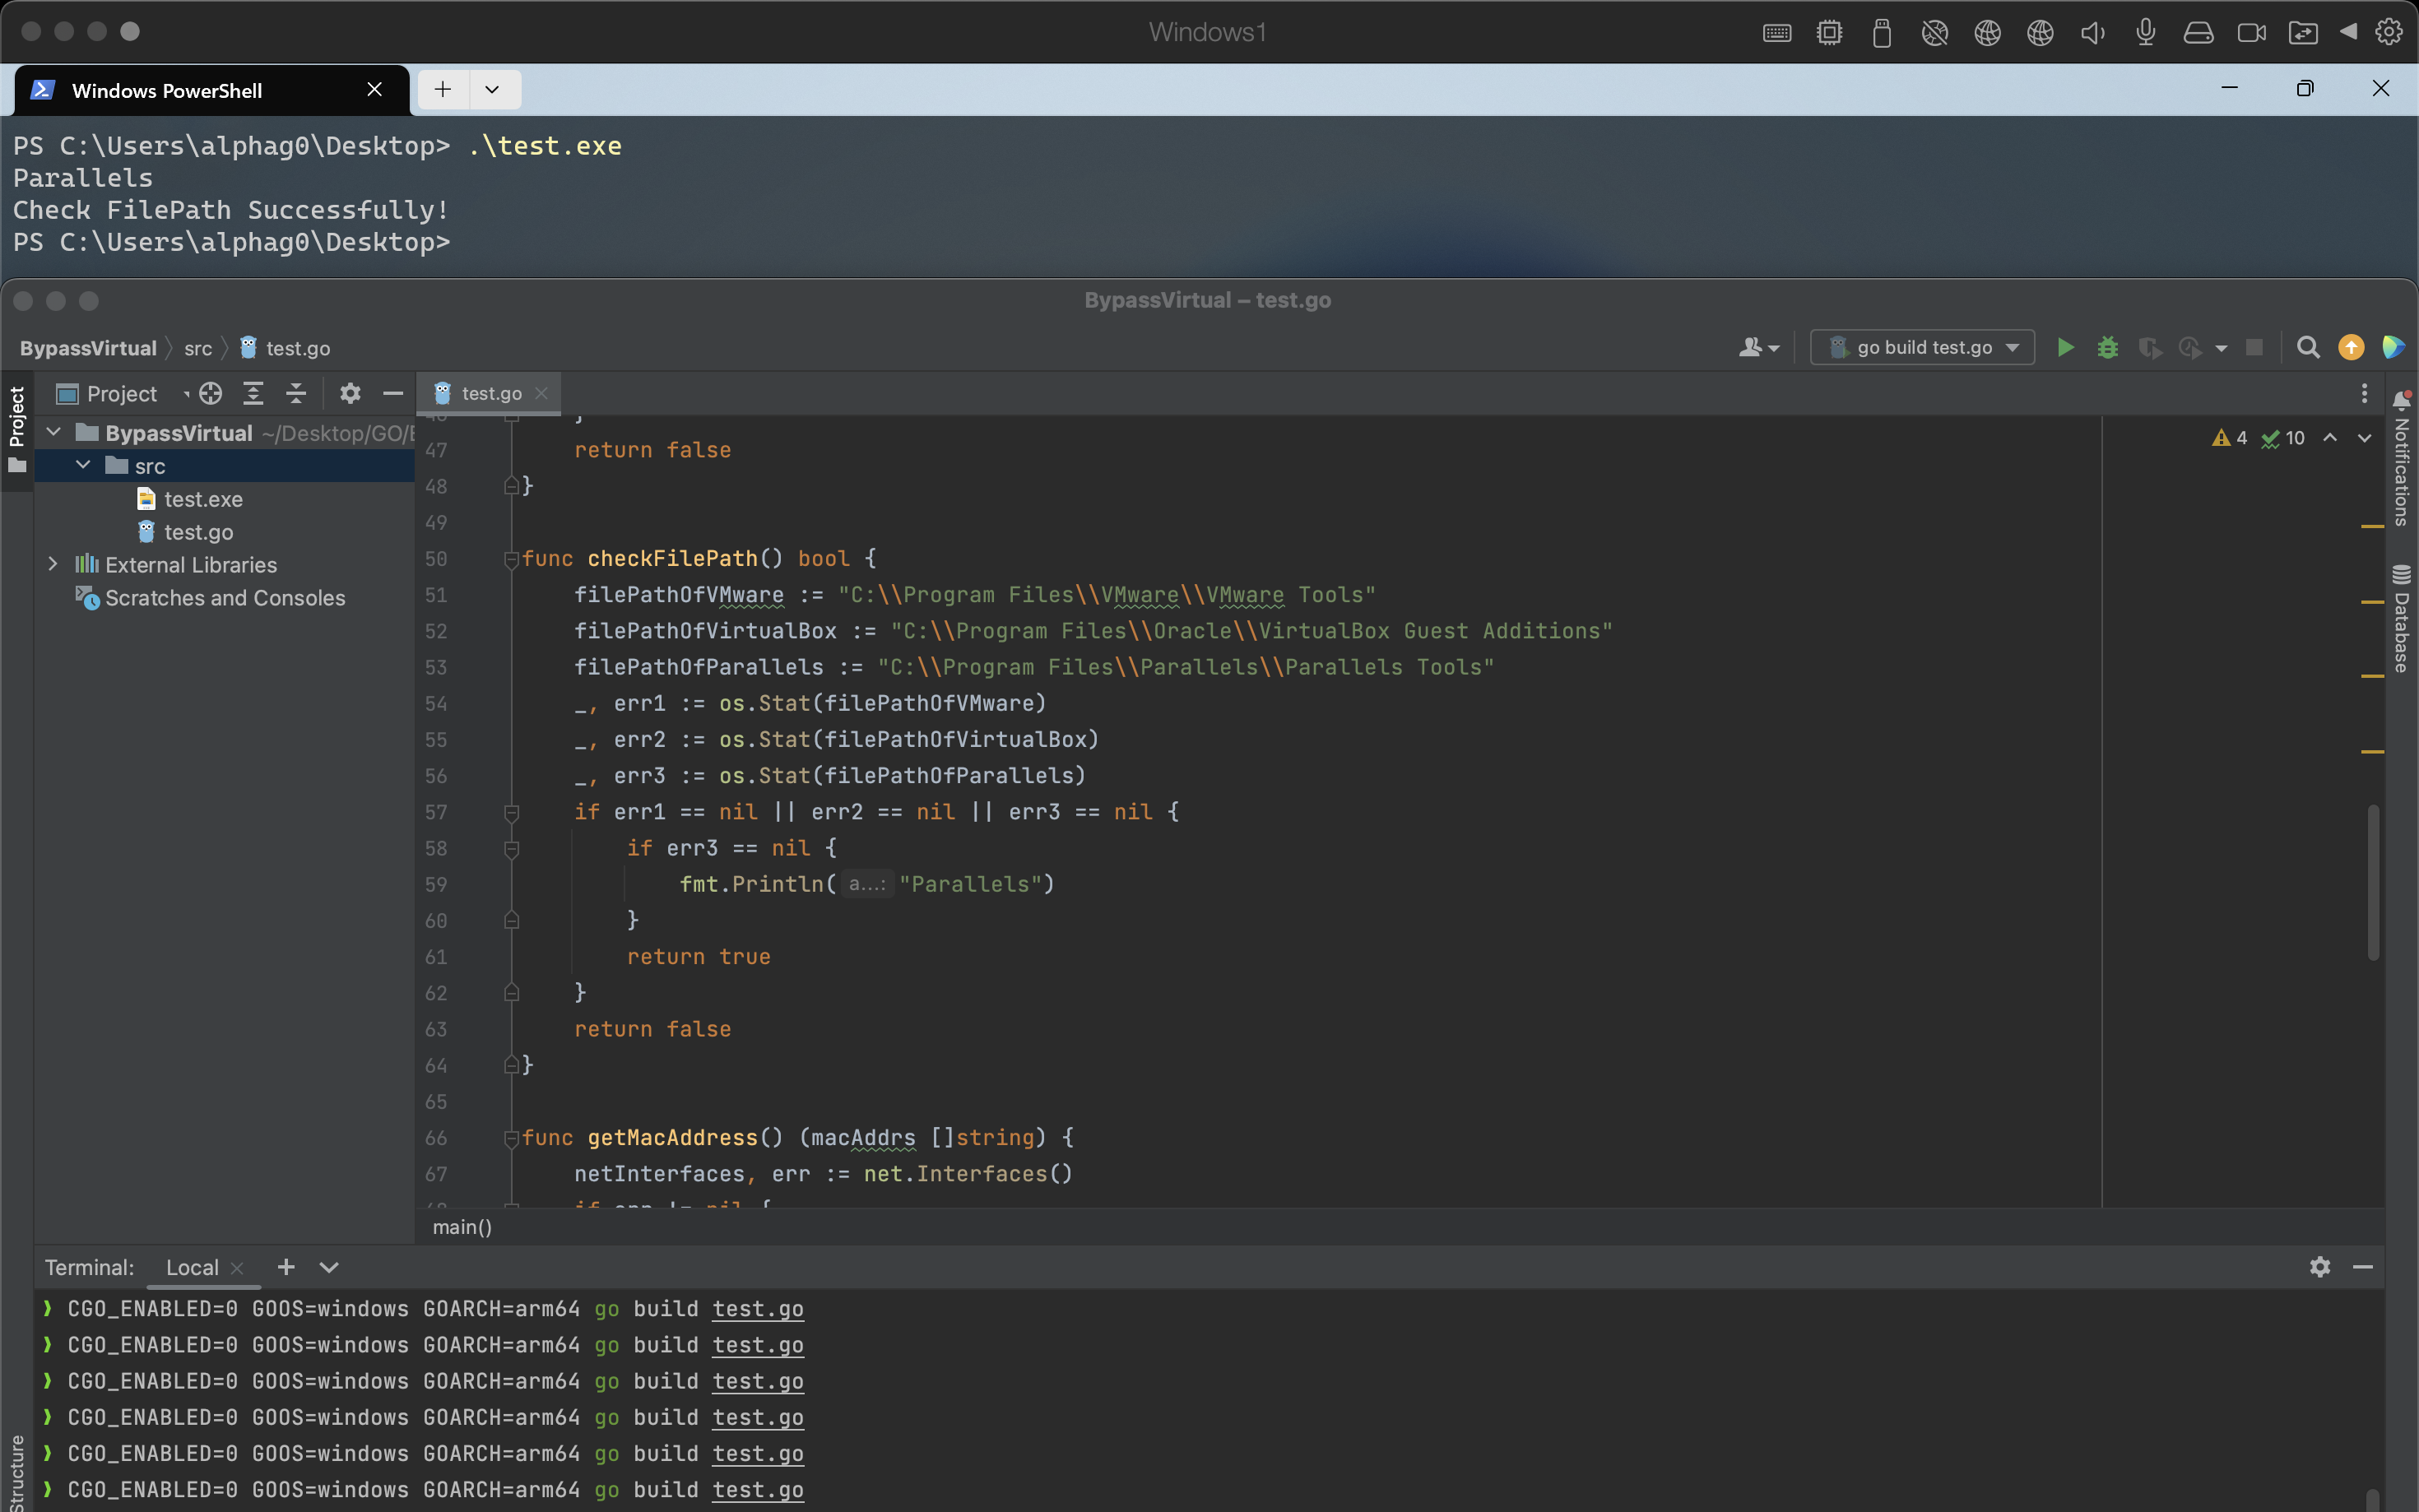 Windows1
Windows PowerShell
PS C:\Users\alphag0\Desktop> .\test.exe
Parallels
Check FilePath Successfully!
PS C:\Users\alphag0\Desktop>
BypassVirtual – test.go
BypassVirtual src test.go
go build test.go
Project
Project
test.go
BypassVirtual ~/Desktop/GO/
src
test.exe
test.go
External Libraries
Scratches and Consoles
4 10
Notifications
Database
}
47 return false
48 }
49
50 func checkFilePath() bool {
51 filePathOfVMware := "C:\\Program Files\\VMware\\VMware Tools"
52 filePathOfVirtualBox := "C:\\Program Files\\Oracle\\VirtualBox Guest Additions"
53 filePathOfParallels := "C:\\Program Files\\Parallels\\Parallels Tools"
54 _, err1 := os.Stat(filePathOfVMware)
55 _, err2 := os.Stat(filePathOfVirtualBox)
56 _, err3 := os.Stat(filePathOfParallels)
57 if err1 == nil || err2 == nil || err3 == nil {
58 if err3 == nil {
59 fmt.Println( a...: "Parallels")
60 }
61 return true
62 }
63 return false
64 }
65
66 func getMacAddress() (macAddrs []string) {
67 netInterfaces, err := net.Interfaces()
68 if err != nil {
main()
Terminal: Local
CGO_ENABLED=0 GOOS=windows GOARCH=arm64 go build test.go
CGO_ENABLED=0 GOOS=windows GOARCH=arm64 go build test.go
CGO_ENABLED=0 GOOS=windows GOARCH=arm64 go build test.go
CGO_ENABLED=0 GOOS=windows GOARCH=arm64 go build test.go
CGO_ENABLED=0 GOOS=windows GOARCH=arm64 go build test.go
CGO_ENABLED=0 GOOS=windows GOARCH=arm64 go build test.go
Structure